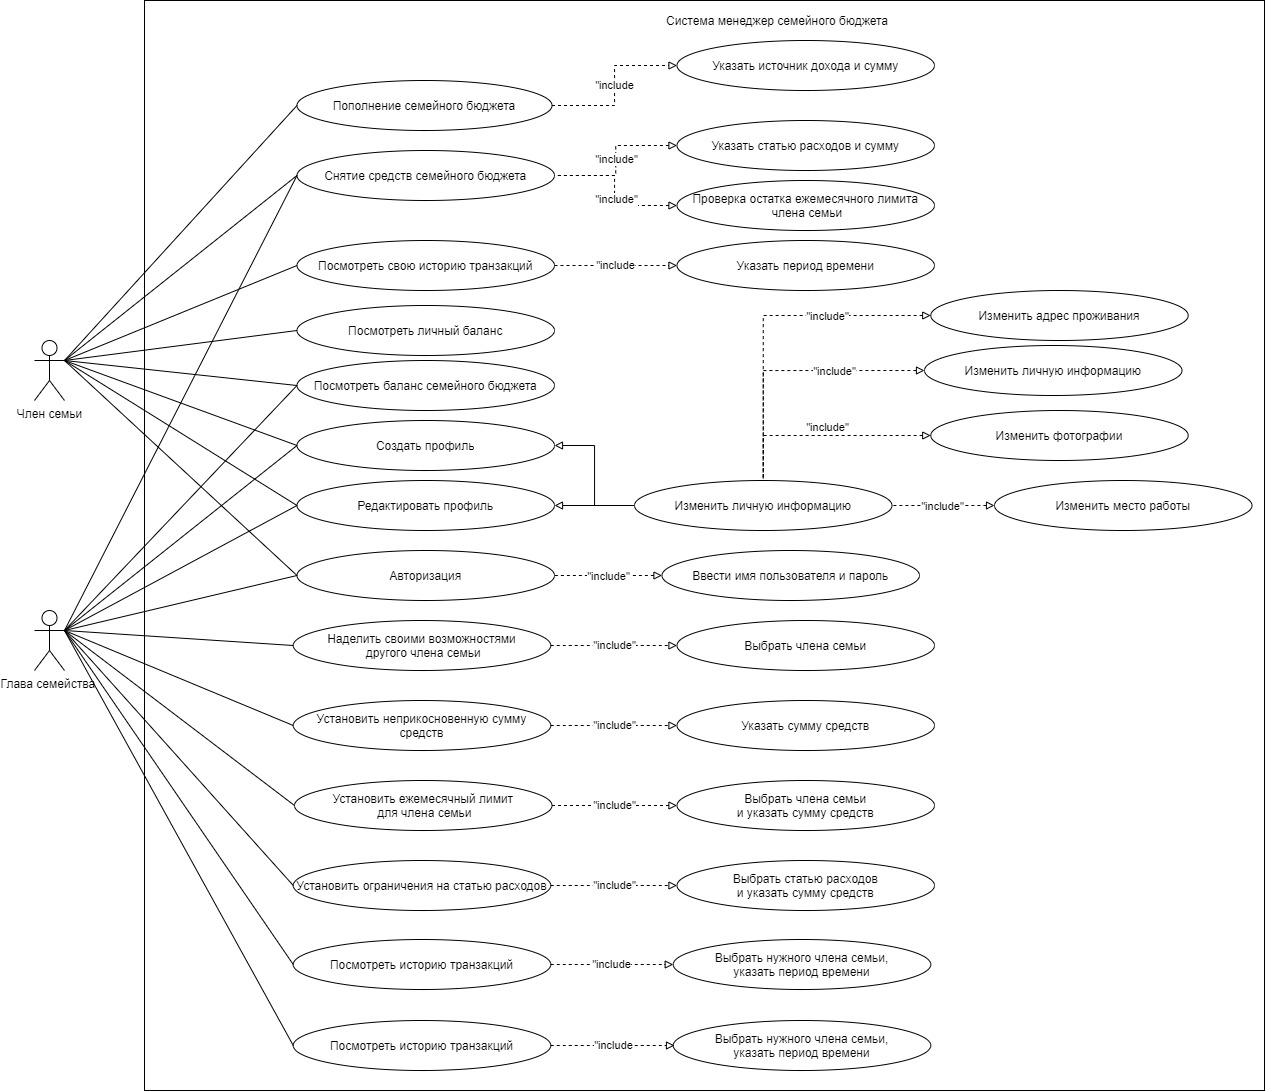 Система менеджер семейного бюджета
Указать источник дохода и сумму
"include
Пополнение семейного бюджета
Указать статью расходов и сумму
"include"
Снятие средств семейного бюджета
"include"
Проверка остатка ежемесячного лимита
члена семьи
Посмотреть свою историю транзакций
"include
Указать период времени
"include"
Изменить адрес проживания
Посмотреть личный баланс
"include"
Изменить личную информацию
Член семьи
Посмотреть баланс семейного бюджета
"include"
Изменить фотографии
Создать профиль
Редактировать профиль
Изменить личную информацию
"include"
Изменить место работы
Авторизация
"include"
Ввести имя пользователя и пароль
Глава семейства
Наделить своими возможностями
другого члена семьи
"include"
Выбрать члена семьи
Установить неприкосновенную сумму
средств
"include"
Указать сумму средств
Установить ежемесячный лимит
для члена семьи
"include"
Выбрать члена семьи
и указать сумму средств
Установить ограничения на статью расходов
"include"
Выбрать статью расходов
и указать сумму средств
Посмотреть историю транзакций
"include
Выбрать нужного члена семьи,
указать период времени
Посмотреть историю транзакций
"include
Выбрать нужного члена семьи,
указать период времени